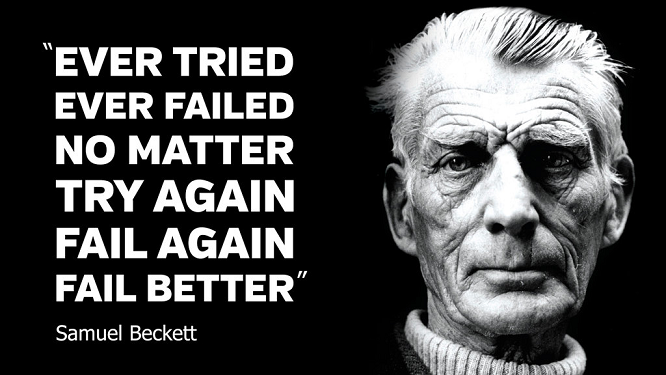 “EVER TRIED
EVER FAILED
NO MATTER
TRY AGAIN
FAIL AGAIN
FAIL BETTER”
Samuel Beckett